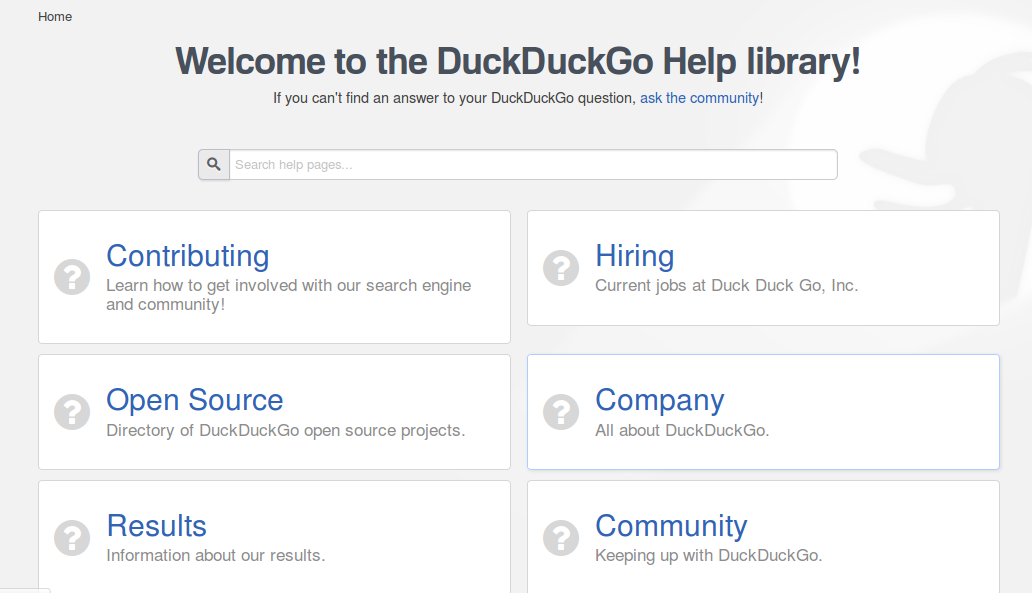 Home
Welcome to the DuckDuckGo Help library!
If you can't find an answer to your DuckDuckGo question, ask the community!
Search help pages...
Contributing
Learn how to get involved with our search engine
and community!
Hiring
Current jobs at Duck Duck Go, Inc.
Open Source
Directory of DuckDuckGo open source projects.
Company
All about DuckDuckGo.
Results
Information about our results.
Community
Keeping up with DuckDuckGo.